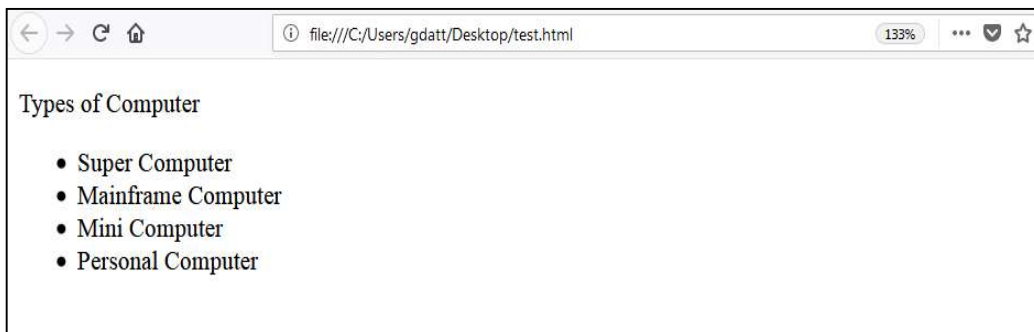 file:///C:/Users/gdatt/Desktop/test.html 133%
Types of Computer
• Super Computer
• Mainframe Computer
• Mini Computer
• Personal Computer